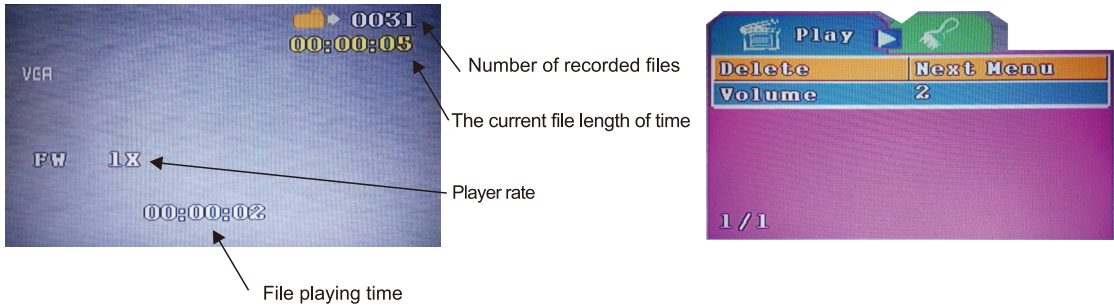 0031
00:00:05
VGA
Number of recorded files
The current file length of time
FW 1X
Player rate
00:00:02
File playing time
Play
Delete Next Menu
Volume 2
1/1